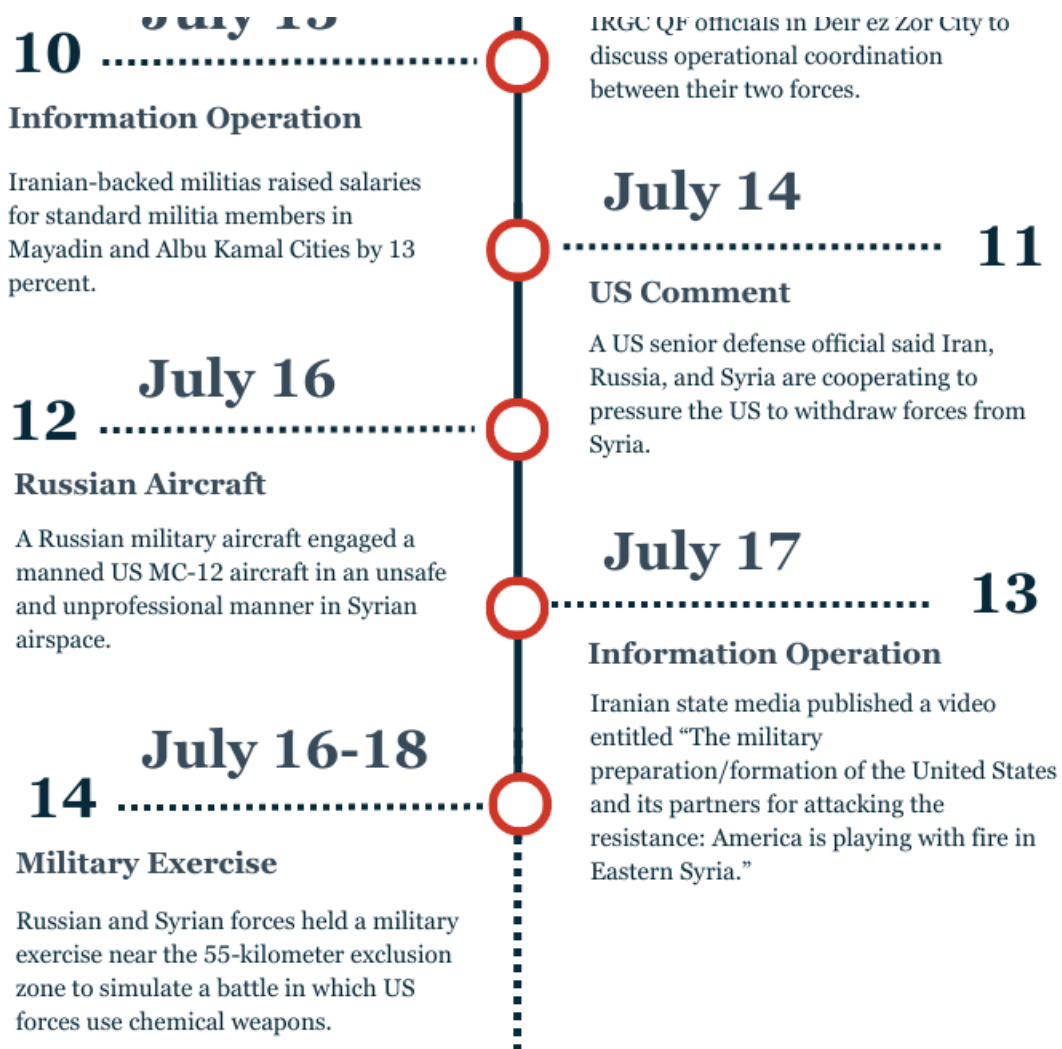 July
10
Information Operation
Iranian-backed militias raised salaries
for standard militia members in
Mayadin and Albu Kamal Cities by 13
percent.
IRGC QF officials in Deir ez Zor City to
discuss operational coordination
between their two forces.
July 14
11
US Comment
A US senior defense official said Iran,
Russia, and Syria are cooperating to
pressure the US to withdraw forces from
Syria.
July 16
12
Russian Aircraft
A Russian military aircraft engaged a
manned US MC-12 aircraft in an unsafe
and unprofessional manner in Syrian
airspace.
July 17
13
Information Operation
Iranian state media published a video
entitled “The military
preparation/formation of the United States
and its partners for attacking the
resistance: America is playing with fire in
Eastern Syria.”
July 16-18
14
Military Exercise
Russian and Syrian forces held a military
exercise near the 55-kilometer exclusion
zone to simulate a battle in which US
forces use chemical weapons.